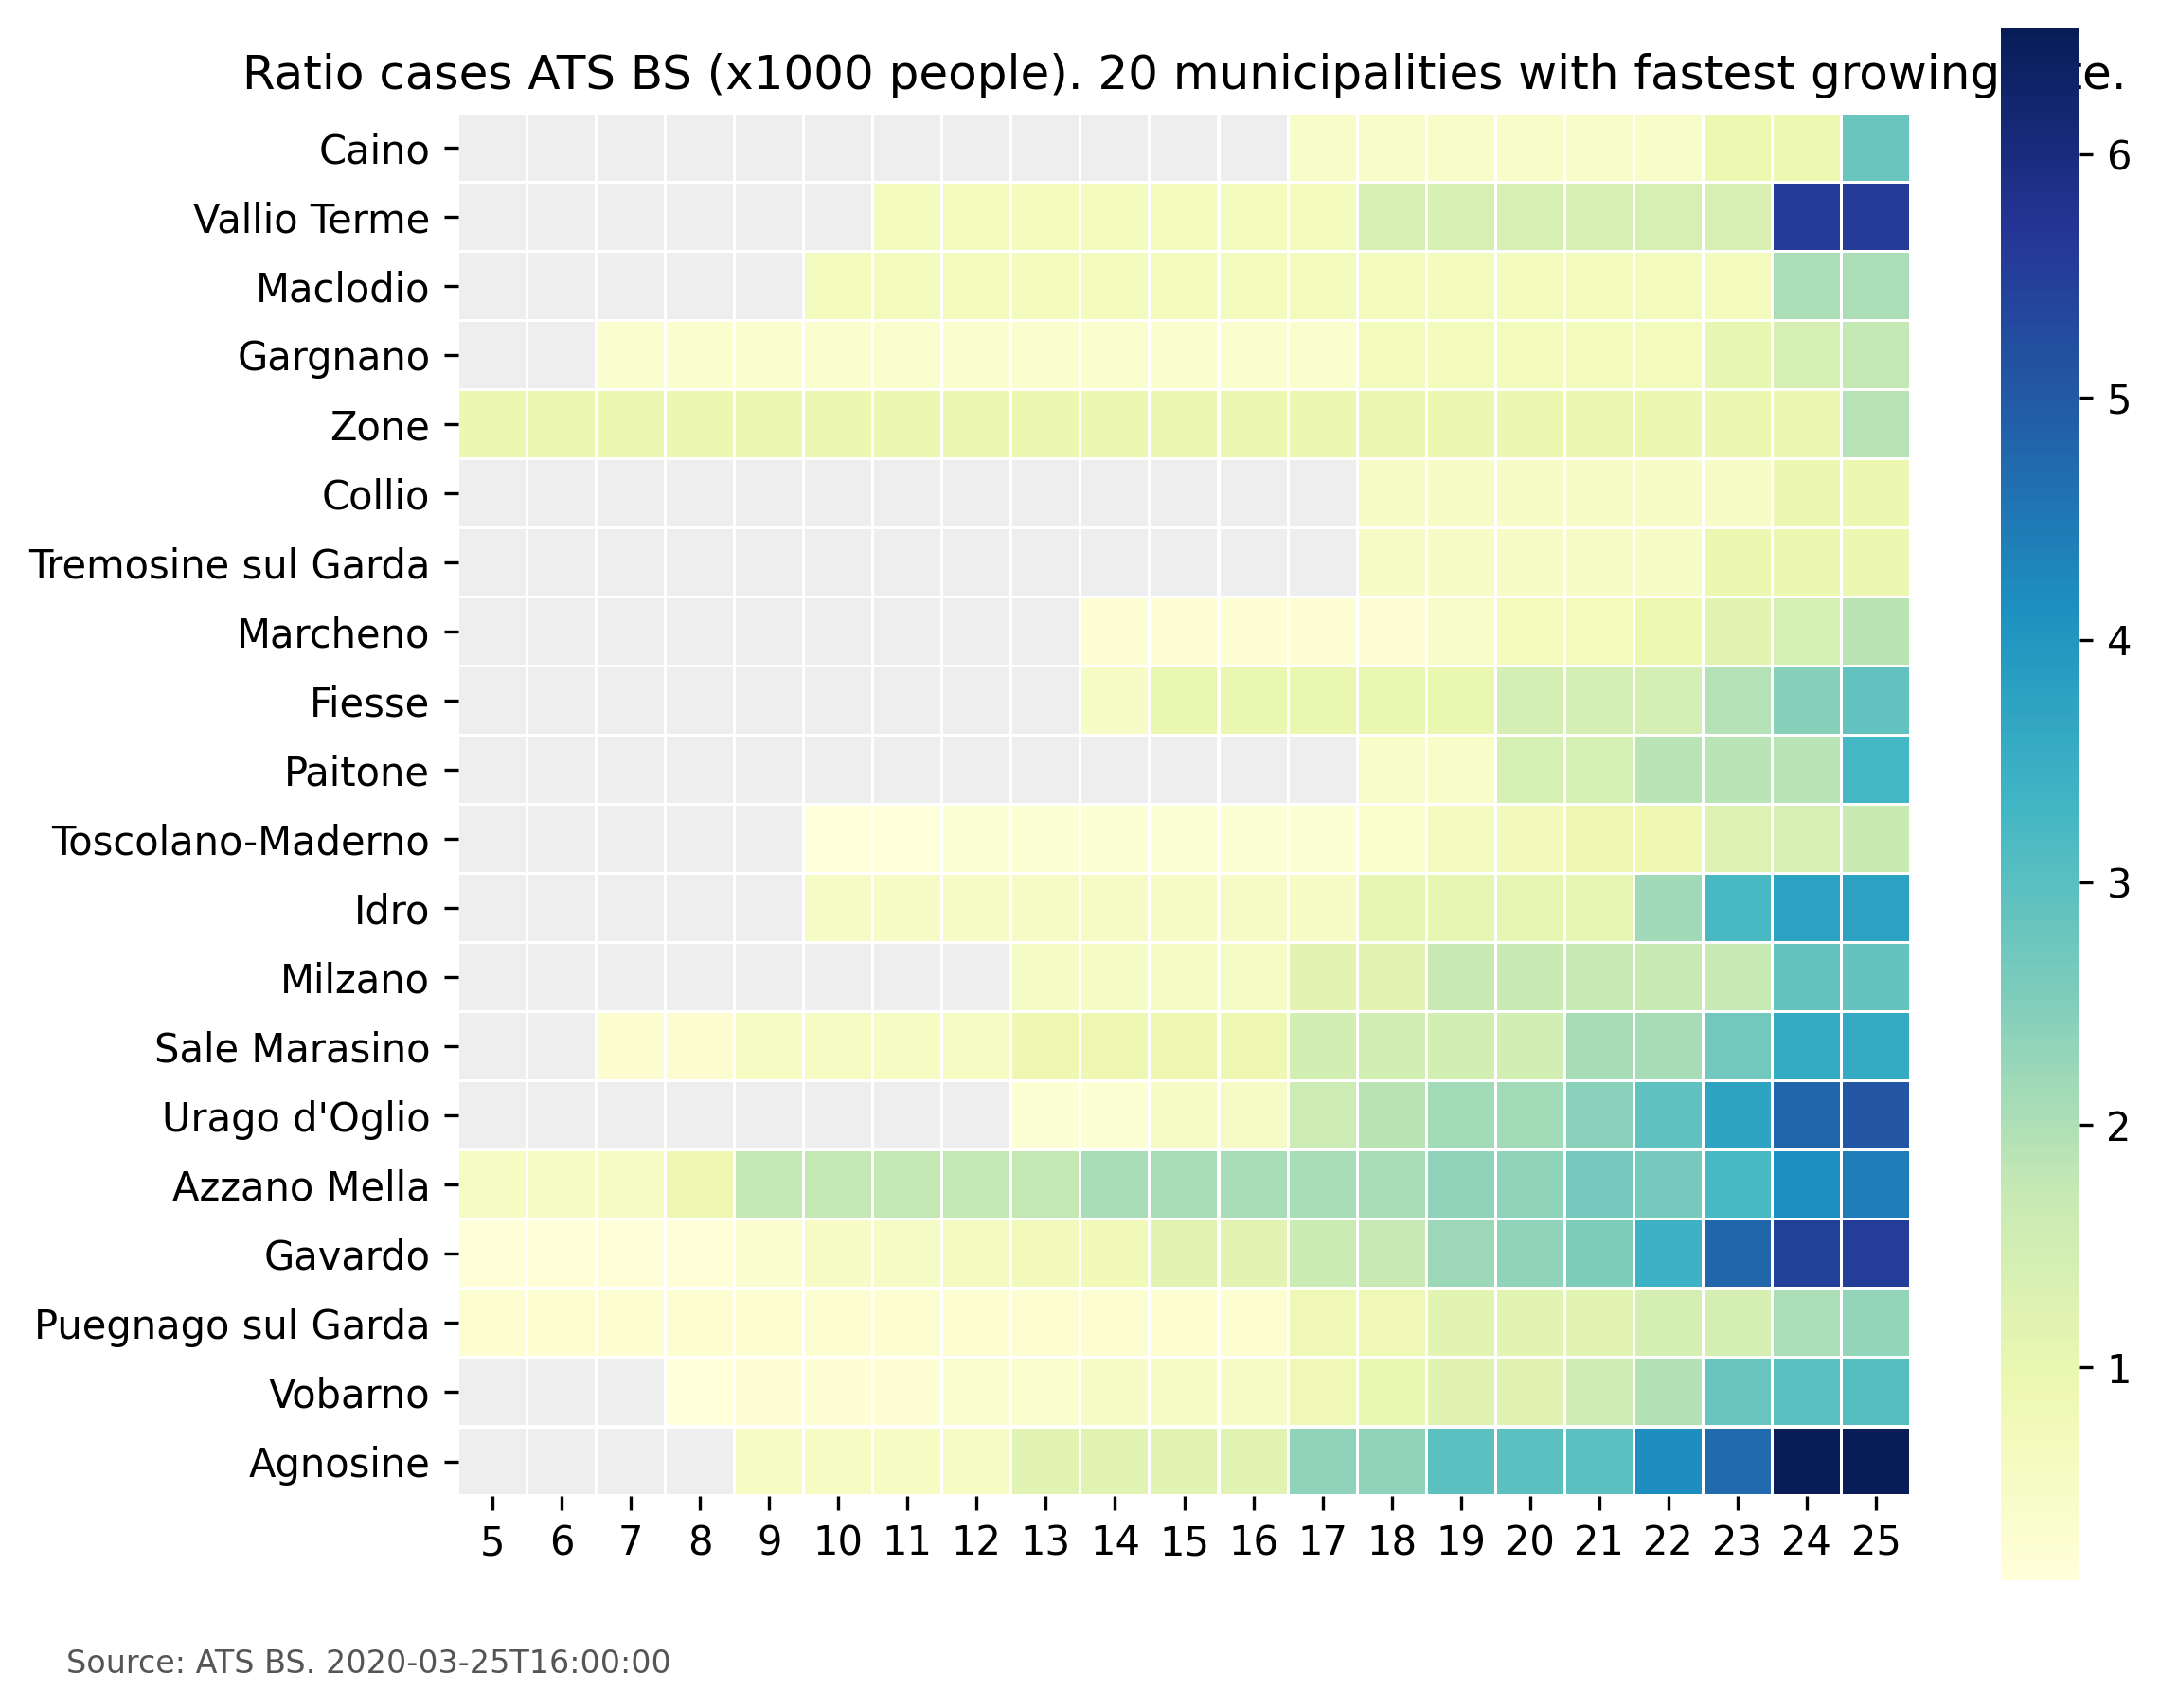 Ratio cases ATS BS (x1000 people). 20 municipalities with fastest growing te.
Caino
Vallio Terme
Maclodio
Gargnano
Zone
Collio
Tremosine sul Garda
Marcheno
Fiesse
Paitone
Toscolano-Maderno
Idro
Milzano
Sale Marasino
Urago d'Oglio
Azzano Mella
Gavardo
Puegnago sul Garda
Vobarno
Agnosine
5 6 7 8 9 10 11 12 13 14 15 16 17 18 19 20 21 22 23 24 25
6
5
4
3
2
1
Source: ATS BS. 2020-03-25T16:00:00